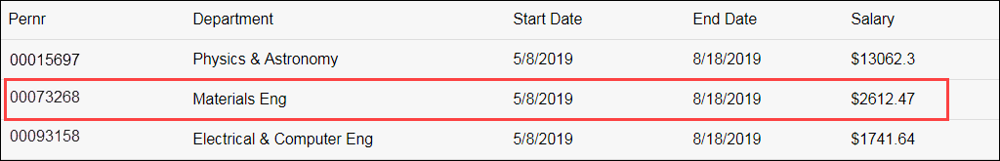 Pernr Department Start Date End Date Salary
00015697 Physics & Astronomy 5/8/2019 8/18/2019 $13062.3
00073268 Materials Eng 5/8/2019 8/18/2019 $2612.47
00093158 Electrical & Computer Eng 5/8/2019 8/18/2019 $1741.64